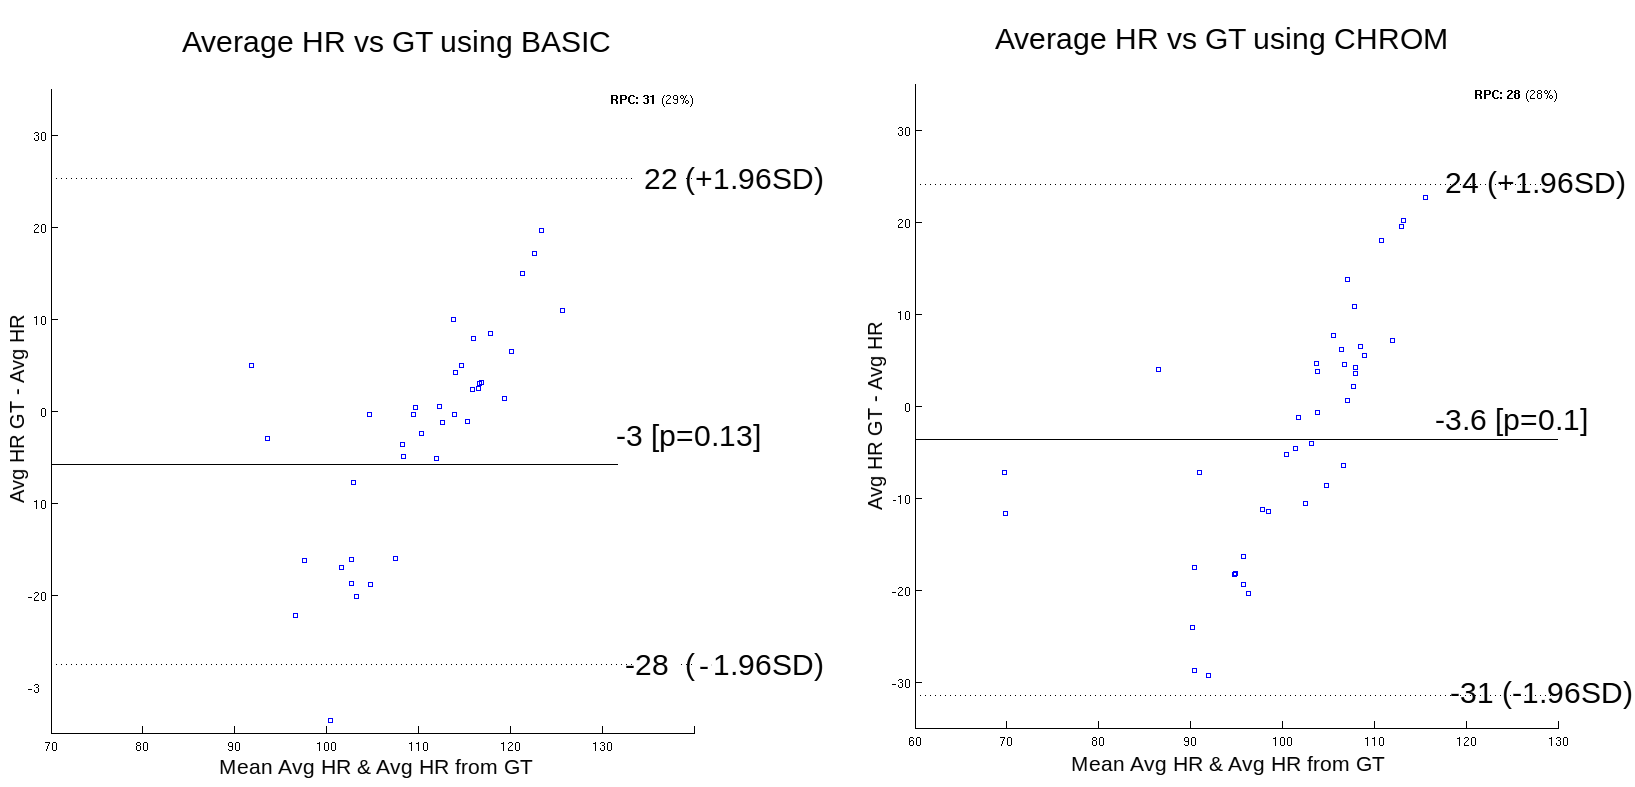 Average HR vs GT using BASIC
RPC: 31 (29%)
30
22 (+1.96SD)
20
10
0
-3 [p=0.13]
10
-20
-28 (-1.96SD)
-3
70 80 90 100 110 120 130
Avg HR GT - Avg HR
Mean Avg HR & Avg HR from GT
Average HR vs GT using CHROM
RPC: 28 (28%)
30
24 (+1.96SD)
20
10
0
-3.6 [p=0.1]
-10
-20
-30
-31 (-1.96SD)
60 70 80 90 100 110 120 130
Avg HR GT - Avg HR
Mean Avg HR & Avg HR from GT